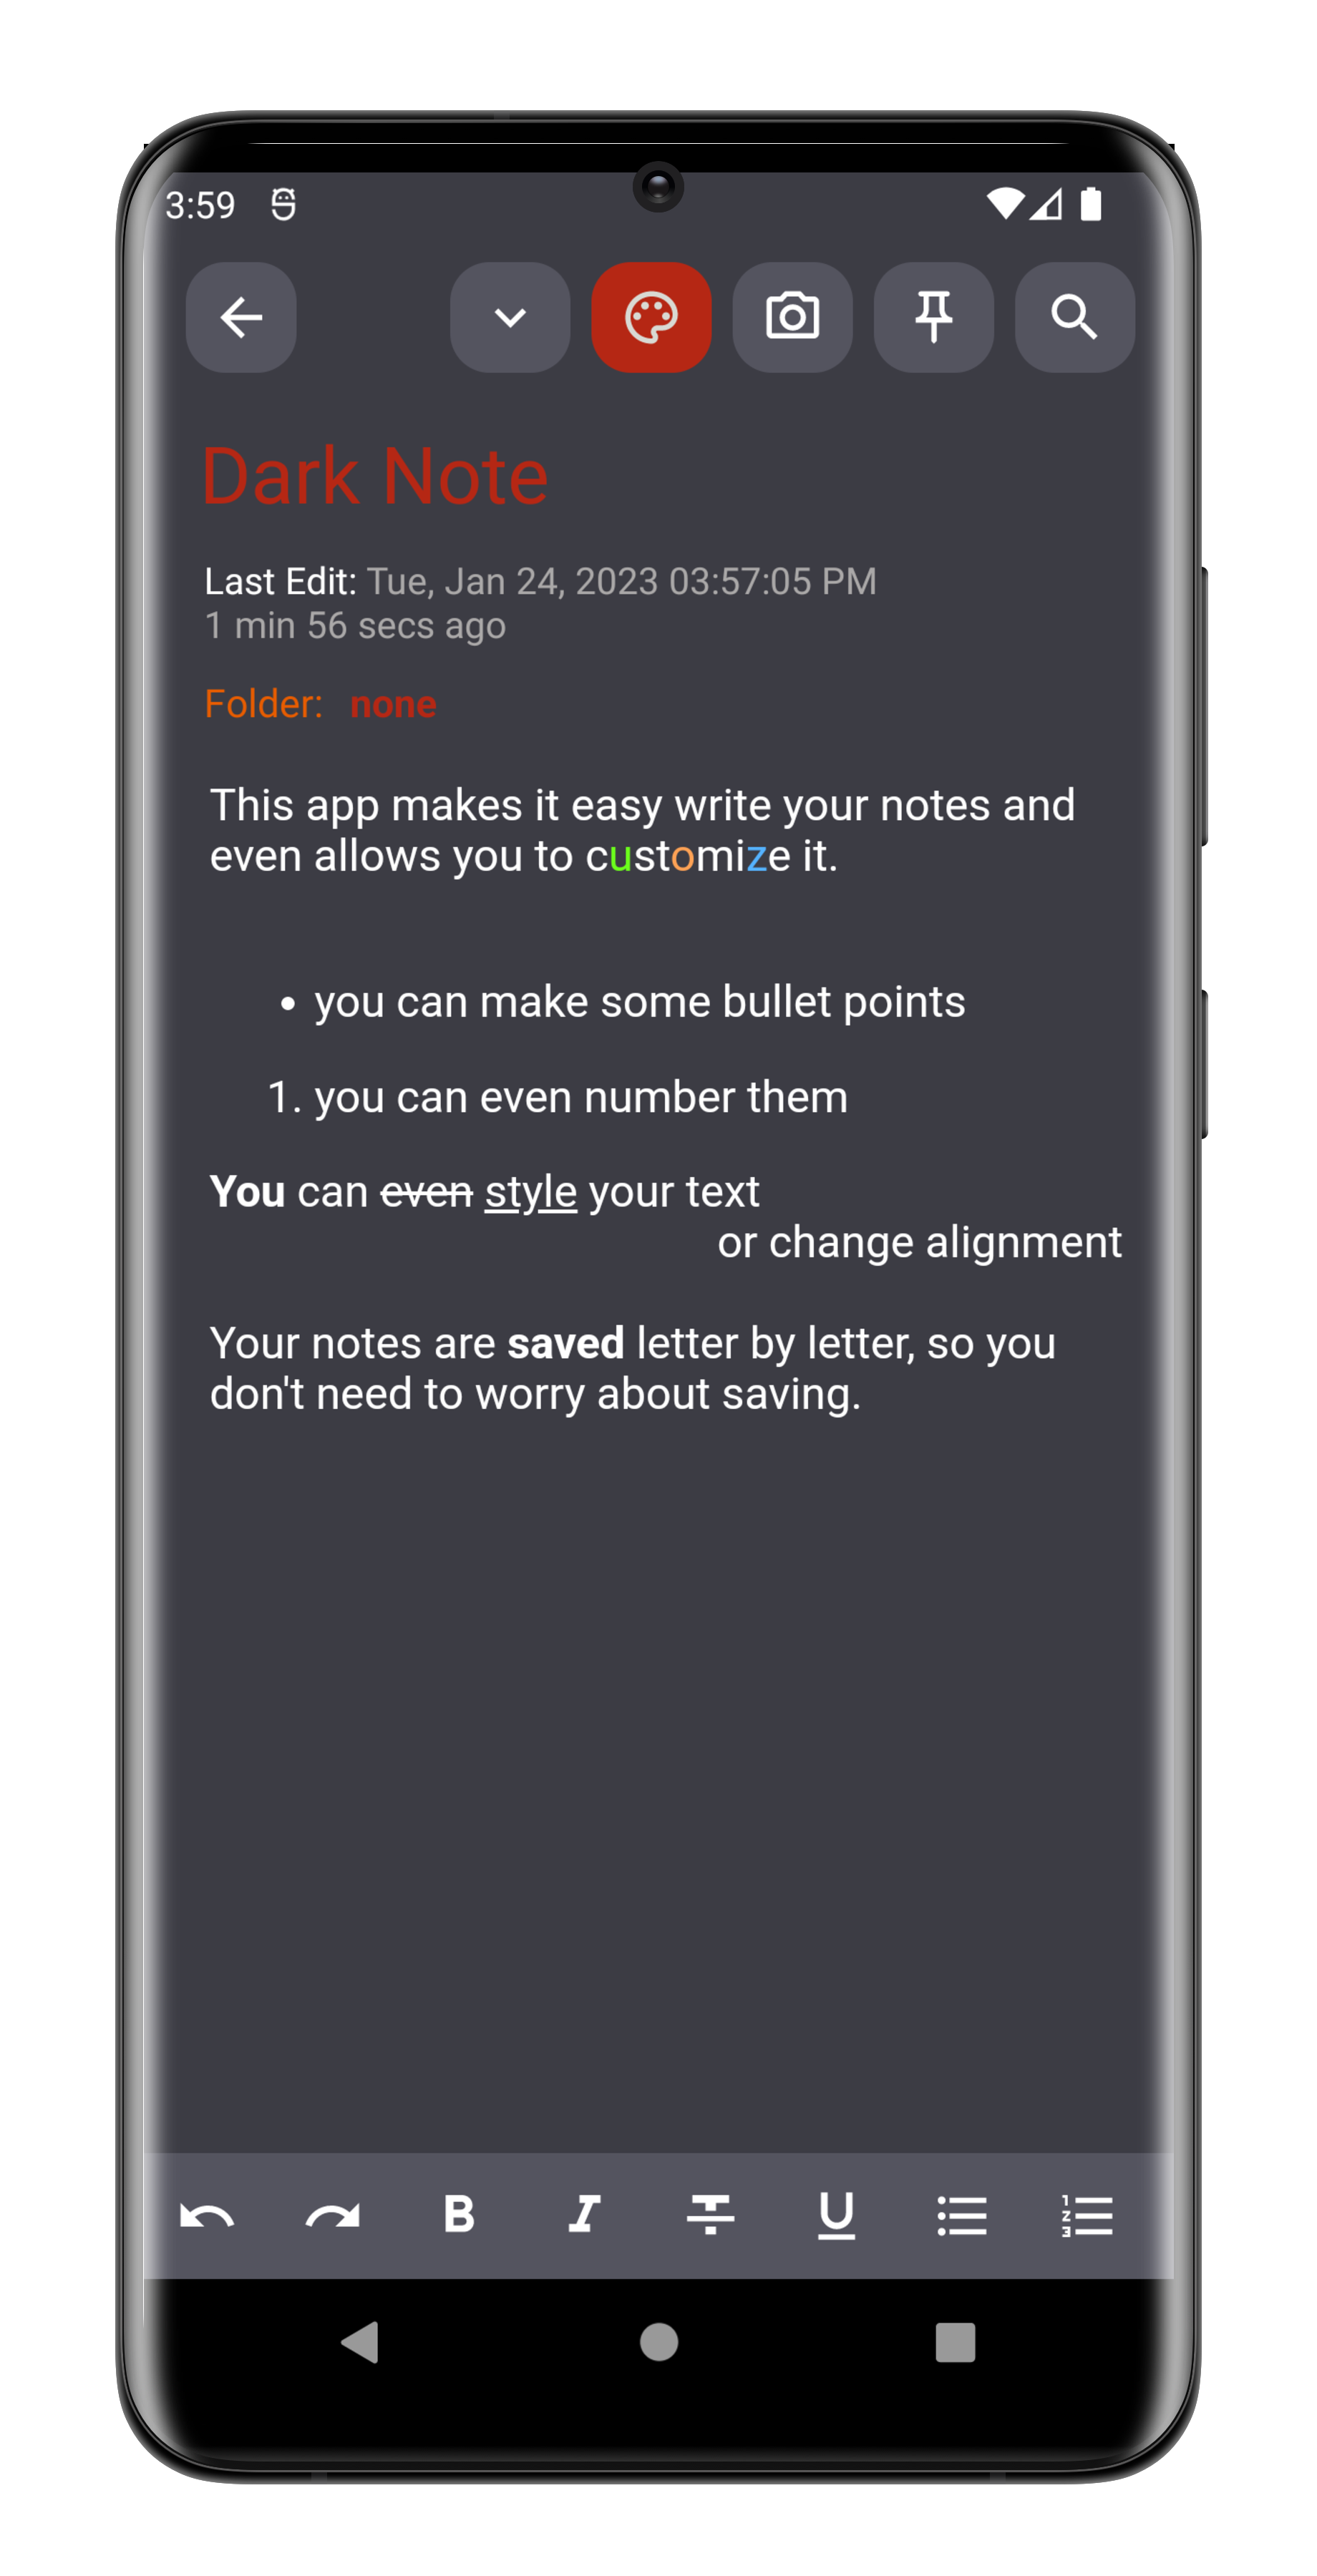 3:59
Dark Note
Last Edit: Tue, Jan 24, 2023 03:57:05 PM
1 min 56 secs ago
Folder: none
This app makes it easy write your notes and
even allows you to customize it.
• you can make some bullet points
1. you can even number them
You can even style your text
or change alignment
Your notes are saved letter by letter, so you
don't need to worry about saving.